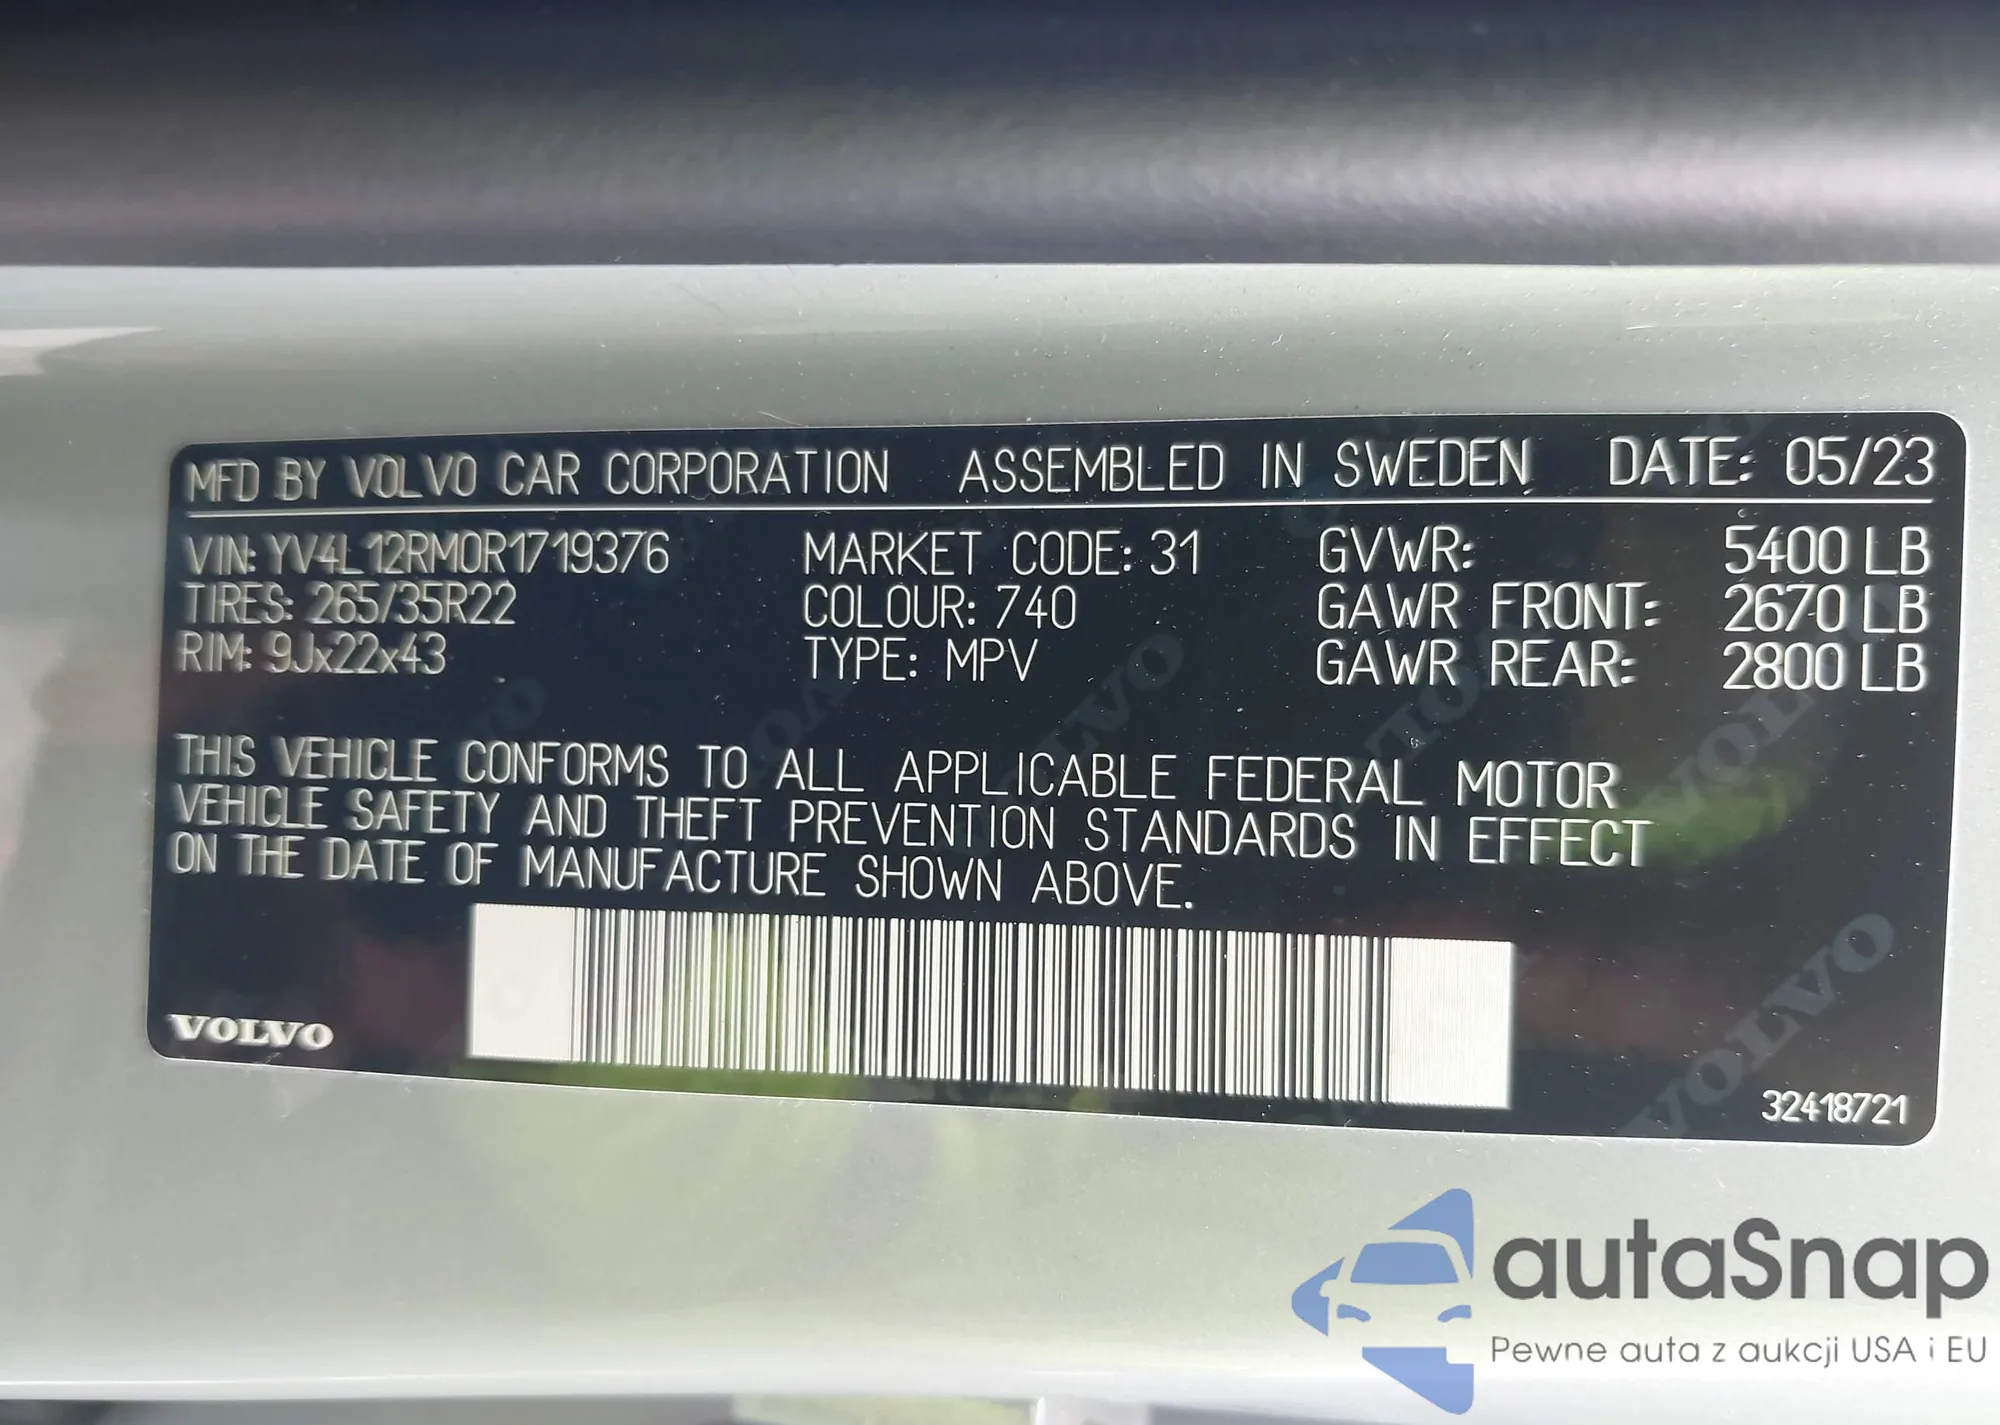 MFD BY VOLVO CAR CORPORATION ASSEMBLED IN SWEDEN DATE: 05/23
VIN: YV4L12RM0R1719376 MARKET CODE: 31 GVWR: 5400 LB
TIRES: 265/35R22 COLOUR: 740 GAWR FRONT: 2670 LB
RIM: 9Jx22x43 TYPE: MPV GAWR REAR: 2800 LB
THIS VEHICLE CONFORMS TO ALL APPLICABLE FEDERAL MOTOR
VEHICLE SAFETY AND THEFT PREVENTION STANDARDS IN EFFECT
ON THE DATE OF MANUFACTURE SHOWN ABOVE.
VOLVO
32418721
autaSnap
Pewne auta z aukcji USA i EU